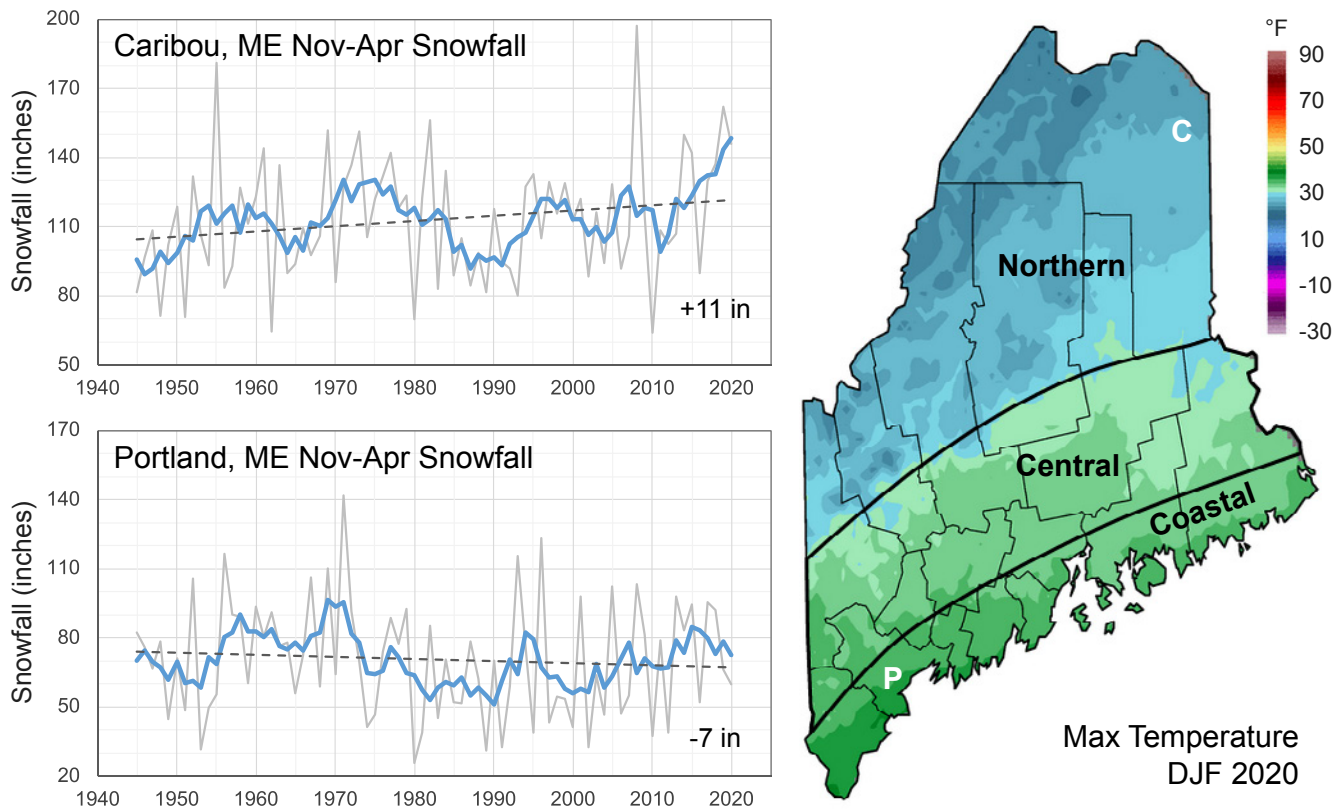 Caribou, ME Nov-Apr Snowfall
Snowfall (inches)
200
170
140
110
80
50
+11 in
1940 1950 1960 1970 1980 1990 2000 2010 2020
Portland, ME Nov-Apr Snowfall
Snowfall (inches)
170
140
110
80
50
20
-7 in
1940 1950 1960 1970 1980 1990 2000 2010 2020
°F
90
70
50
30
10
-10
-30
C
Northern
Central
Coastal
P
Max Temperature
DJF 2020